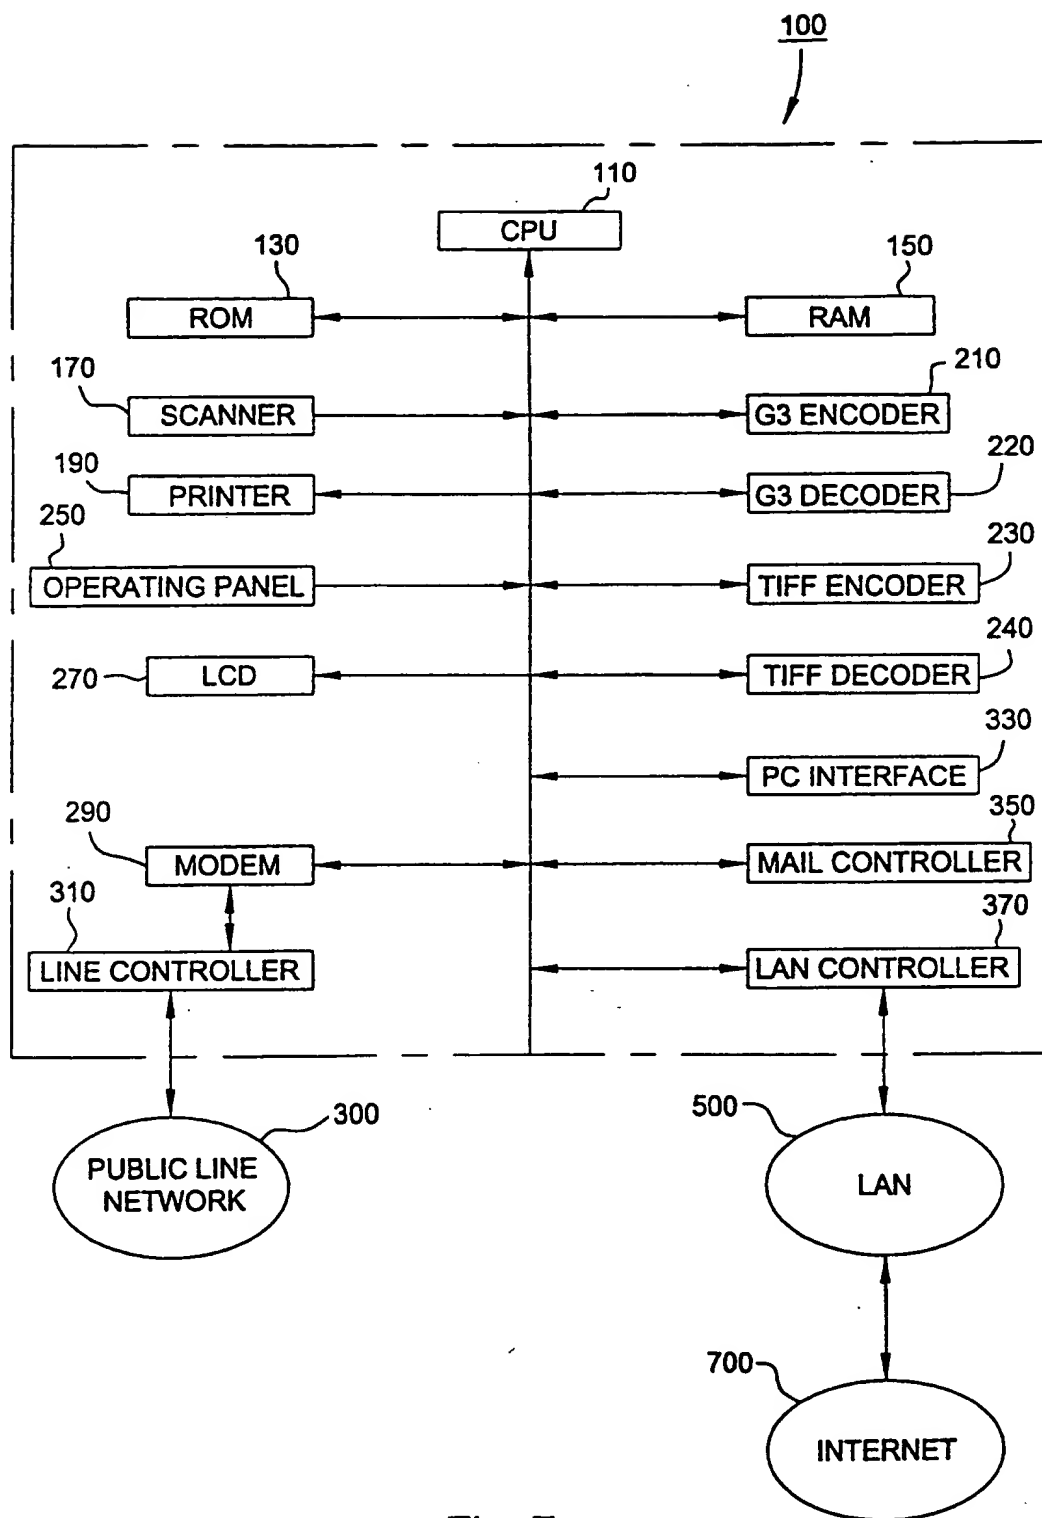 100
110
CPU
130
150
ROM
RAM
170
210
SCANNER
G3 ENCODER
190
220
PRINTER
G3 DECODER
250
230
OPERATING PANEL
TIFF ENCODER
240
270
LCD
TIFF DECODER
330
PC INTERFACE
290
350
MODEM
MAIL CONTROLLER
310
370
LINE CONTROLLER
LAN CONTROLLER
300
500
PUBLIC LINE
NETWORK
LAN
700
INTERNET